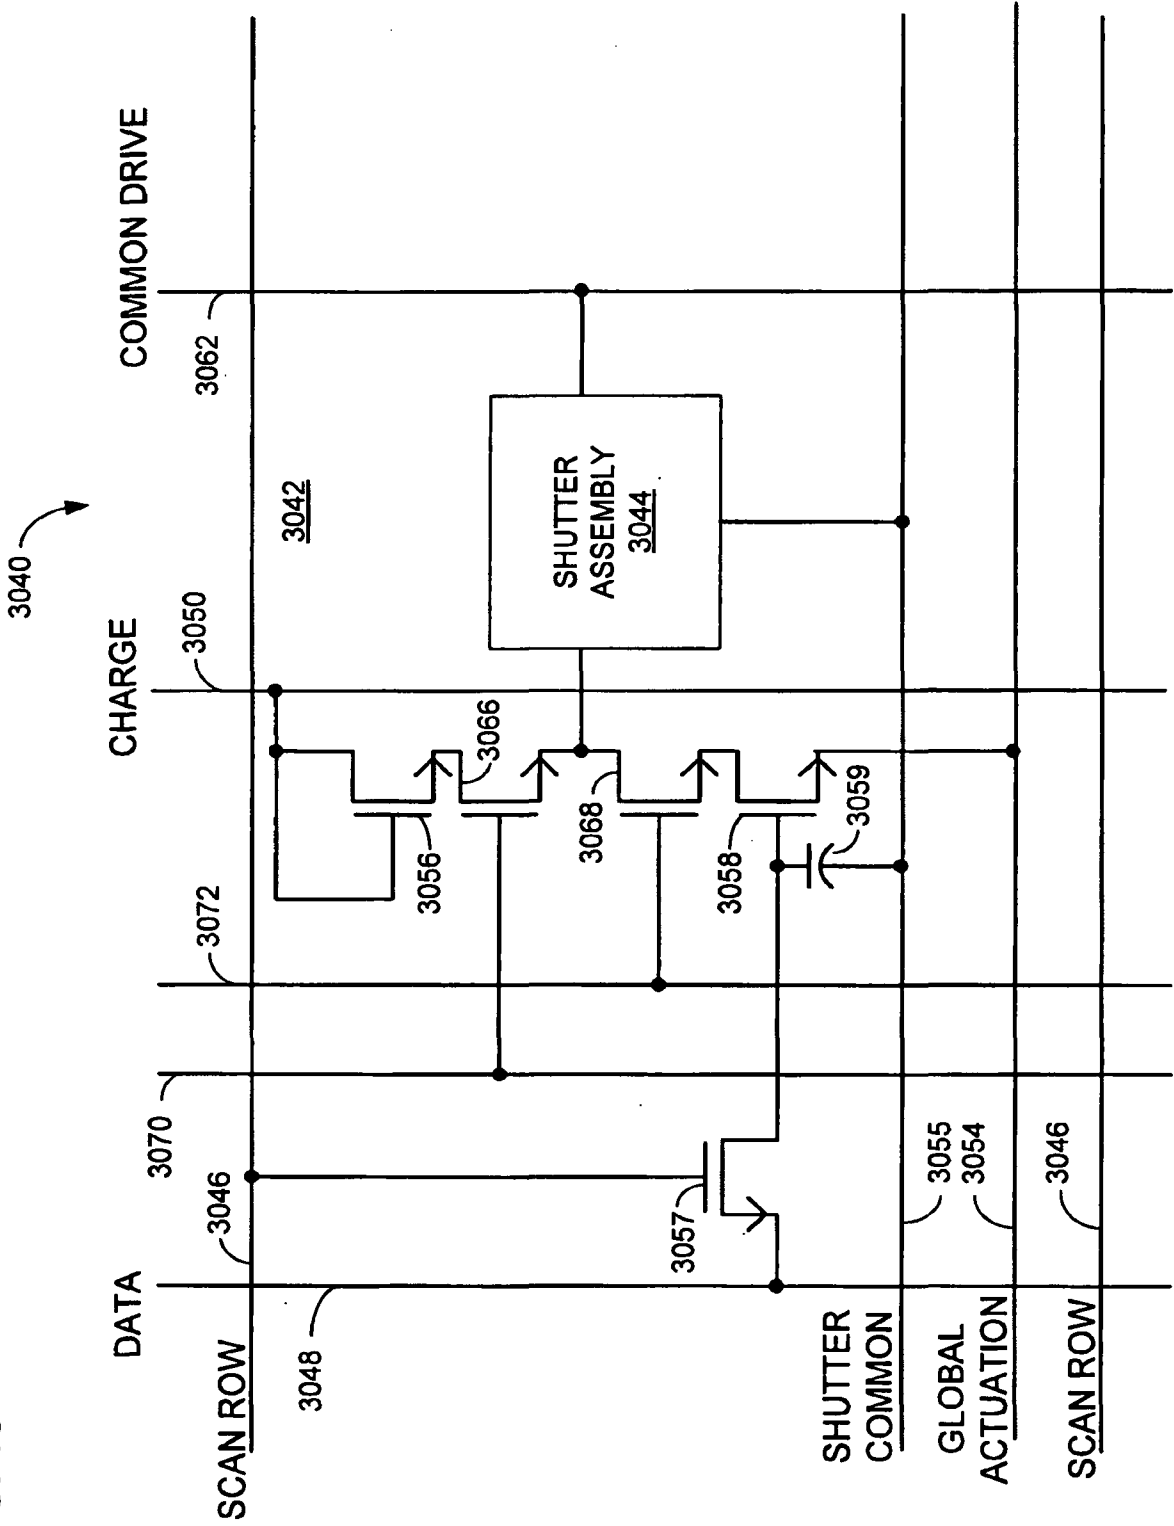 3040
DATA
CHARGE
COMMON DRIVE
3070
3072
3050
3062
SCAN ROW
3046
3048
3042
3056
3066
SHUTTER
ASSEMBLY
3044
3068
3057
3058
3059
SHUTTER
COMMON
3055
GLOBAL
ACTUATION
3054
SCAN ROW
3046